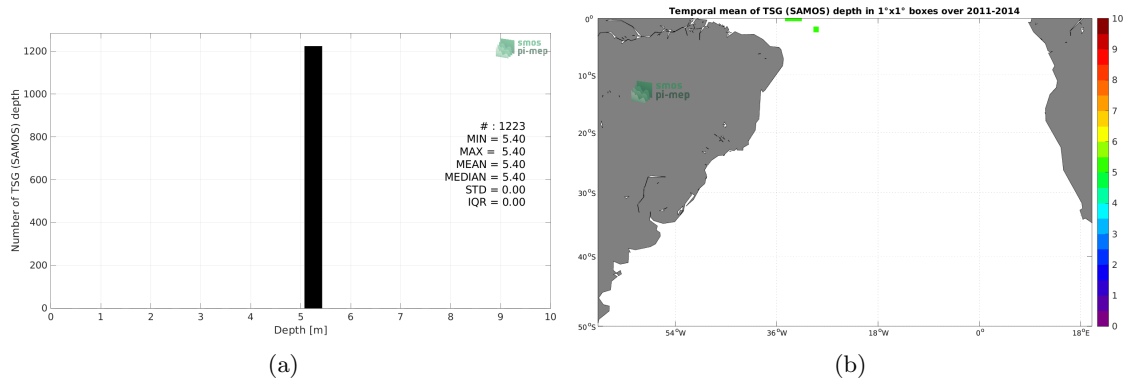 Number of TSG (SAMOS) depth
1200
1000
800
600
400
200
0
smos
pi-mep
# : 1223
MIN = 5.40
MAX = 5.40
MEAN = 5.40
MEDIAN = 5.40
STD = 0.00
IQR = 0.00
0 1 2 3 4 5 6 7 8 9 10
Depth [m]
(a)
Temporal mean of TSG (SAMOS) depth in 1°x1° boxes over 2011-2014
0°
10°S
20°S
30°S
40°S
50°S
smos
pi-mep
54°W 36°W 18°W 0° 18°E
10
9
8
7
6
5
4
3
2
1
0
(b)